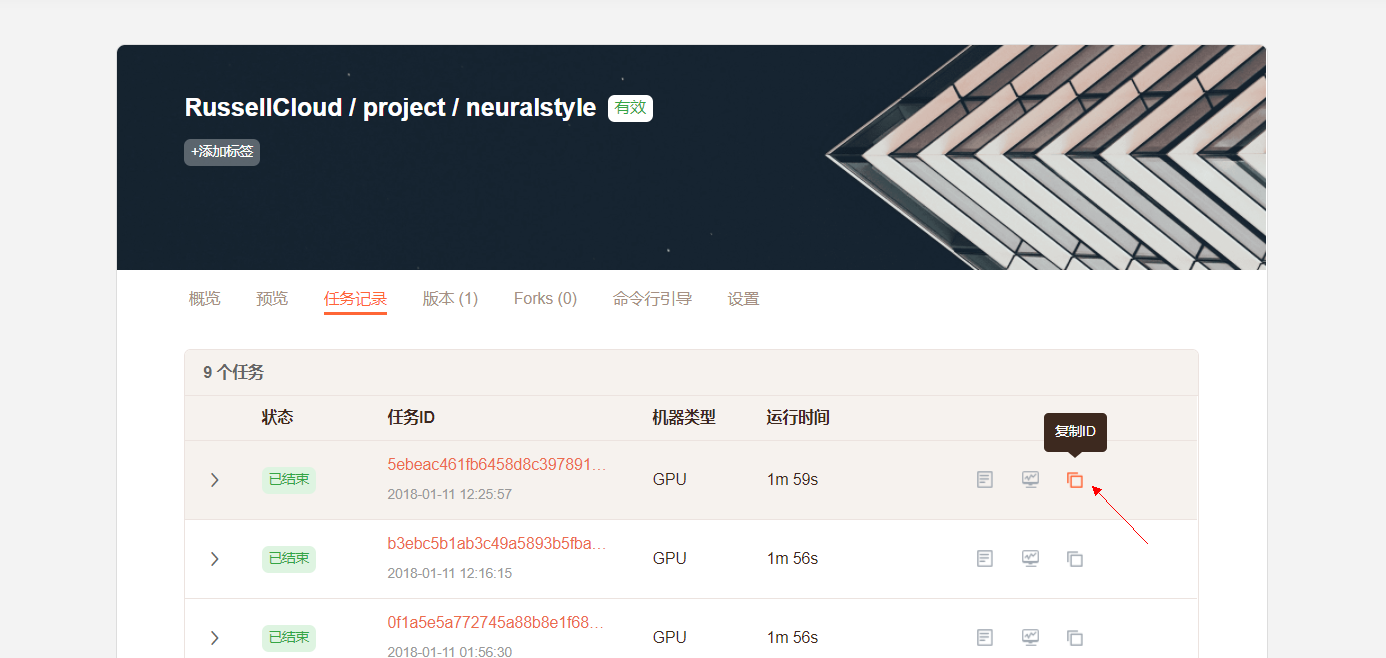 RussellCloud / project / neuralstyle 有效
+添加标签
概览 预览 任务记录 版本 (1) Forks (0) 命令行引导 设置
9 个任务
状态 任务ID 机器类型 运行时间
复制ID
5ebeac461fb6458d8c397891...
已结束 GPU 1m 59s
2018-01-11 12:25:57
b3ebc5b1ab3c49a5893b5fba...
已结束 GPU 1m 56s
2018-01-11 12:16:15
0f1a5e5a772745a88b8e1f68...
已结束 GPU 1m 56s
2018-01-11 01:56:30